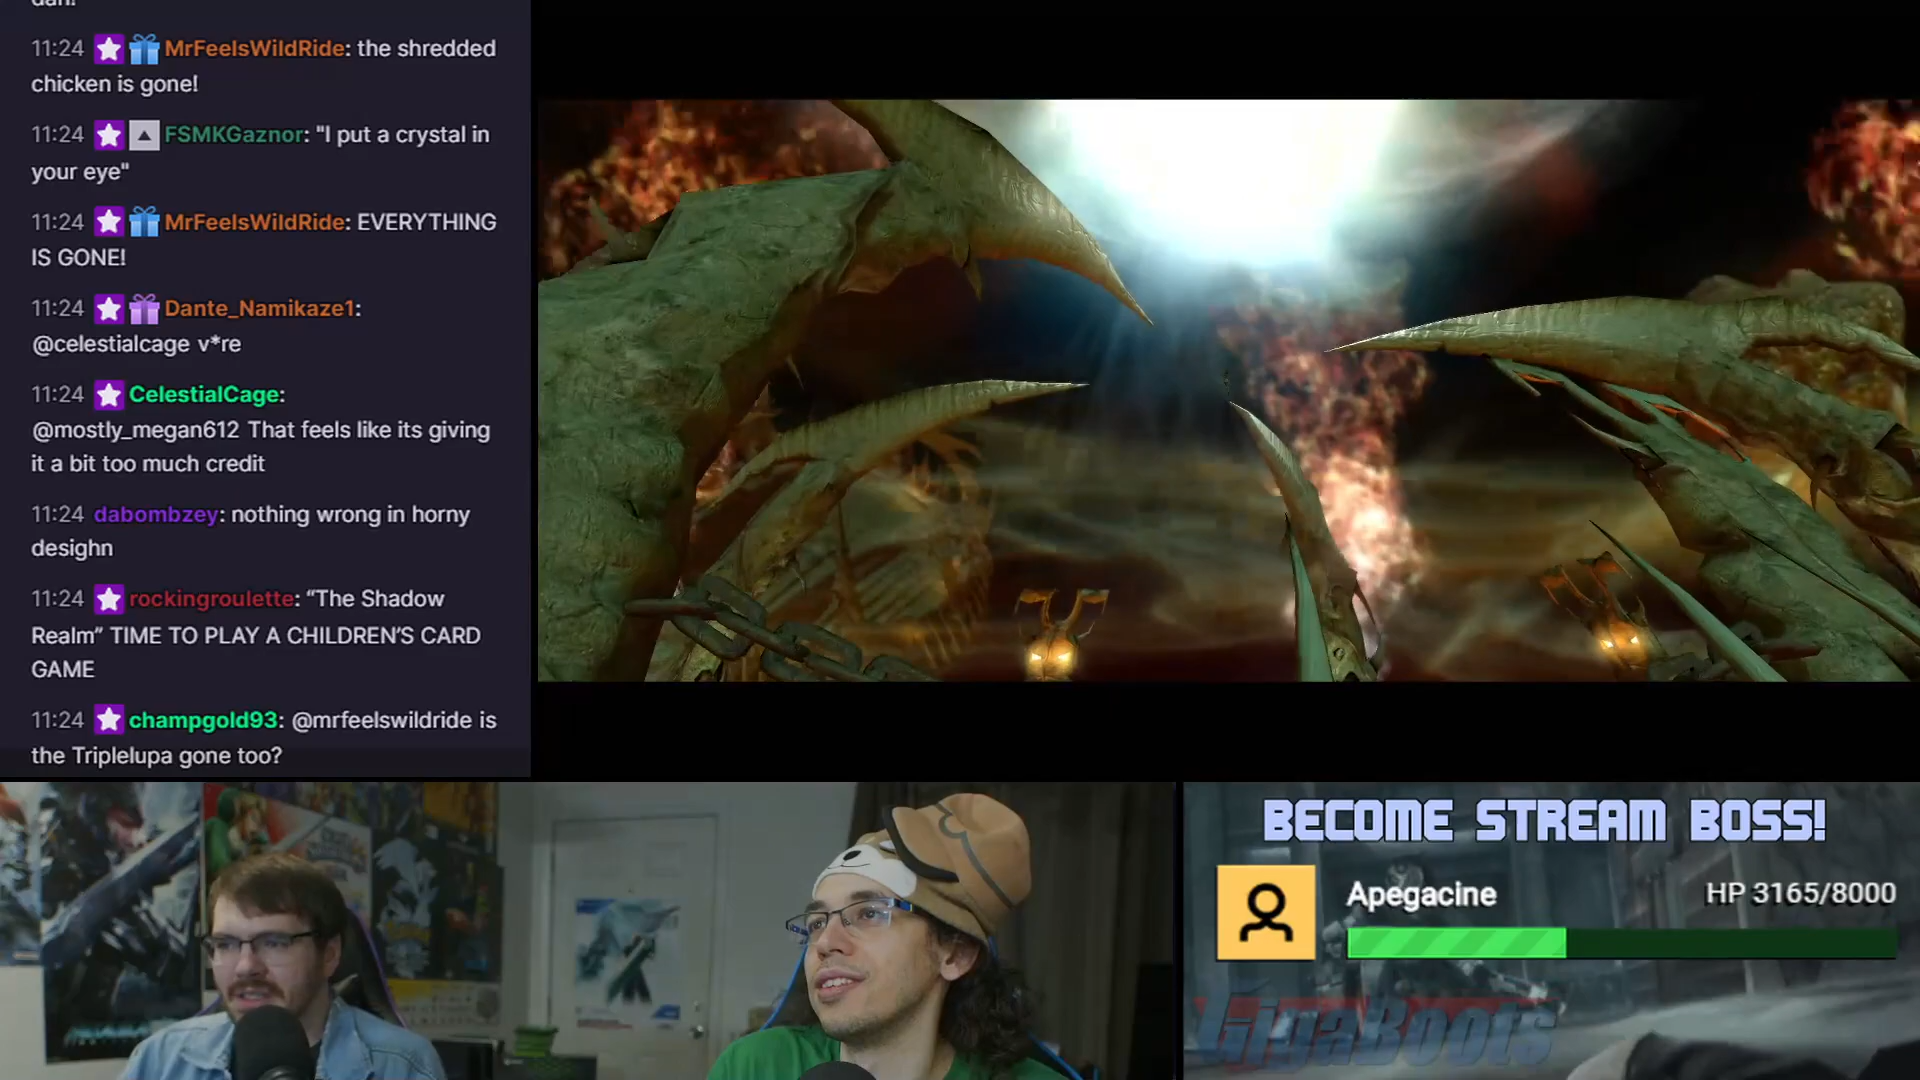 dan!
11:24 MrFeelsWildRide: the shredded
chicken is gone!
11:24 FSMKGaznor: "I put a crystal in
your eye"
11:24 MrFeelsWildRide: EVERYTHING
IS GONE!
11:24 Dante_Namikaze1:
@celestialcage v*re
11:24 CelestialCage:
@mostly_megan612 That feels like its giving
it a bit too much credit
11:24 dabombzey: nothing wrong in horny
desighn
11:24 rockingroulette: “The Shadow
Realm” TIME TO PLAY A CHILDREN’S CARD
GAME
11:24 champgold93: @mrfeelswildride is
the Triplelupa gone too?
BECOME STREAM BOSS!
Apegacine HP 3165/8000
GigaBoots